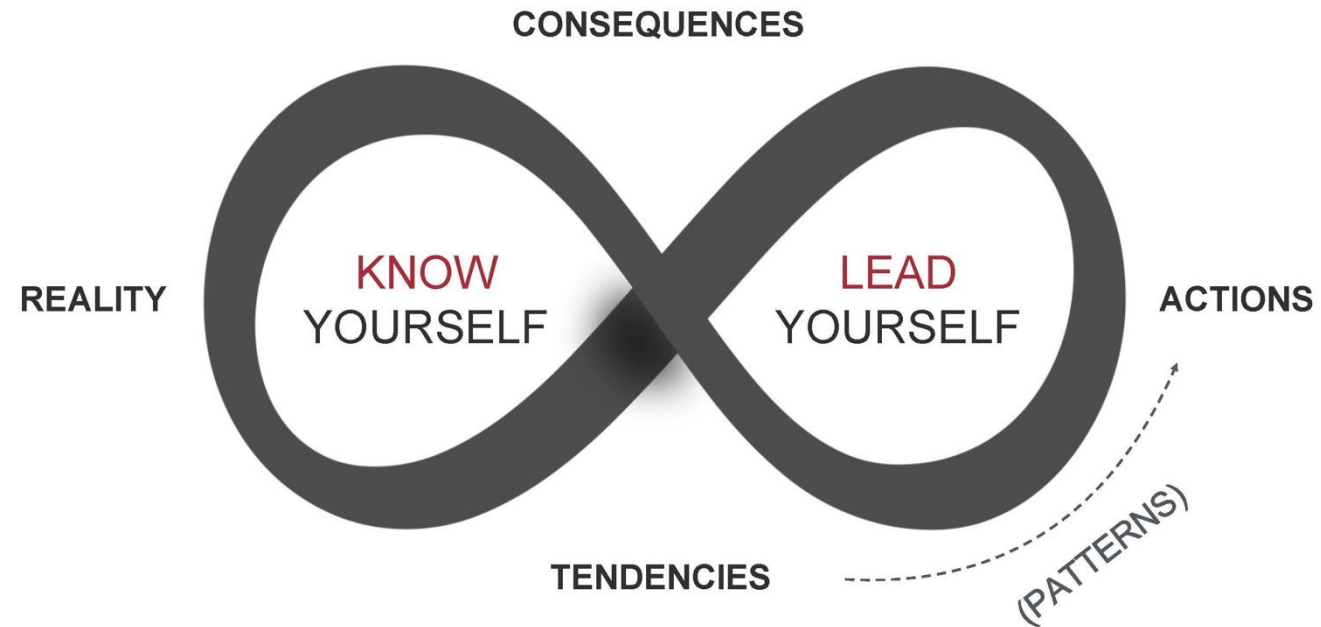 CONSEQUENCES
KNOW
YOURSELF
LEAD
YOURSELF
REALITY
ACTIONS
(PATTERNS)
TENDENCIES